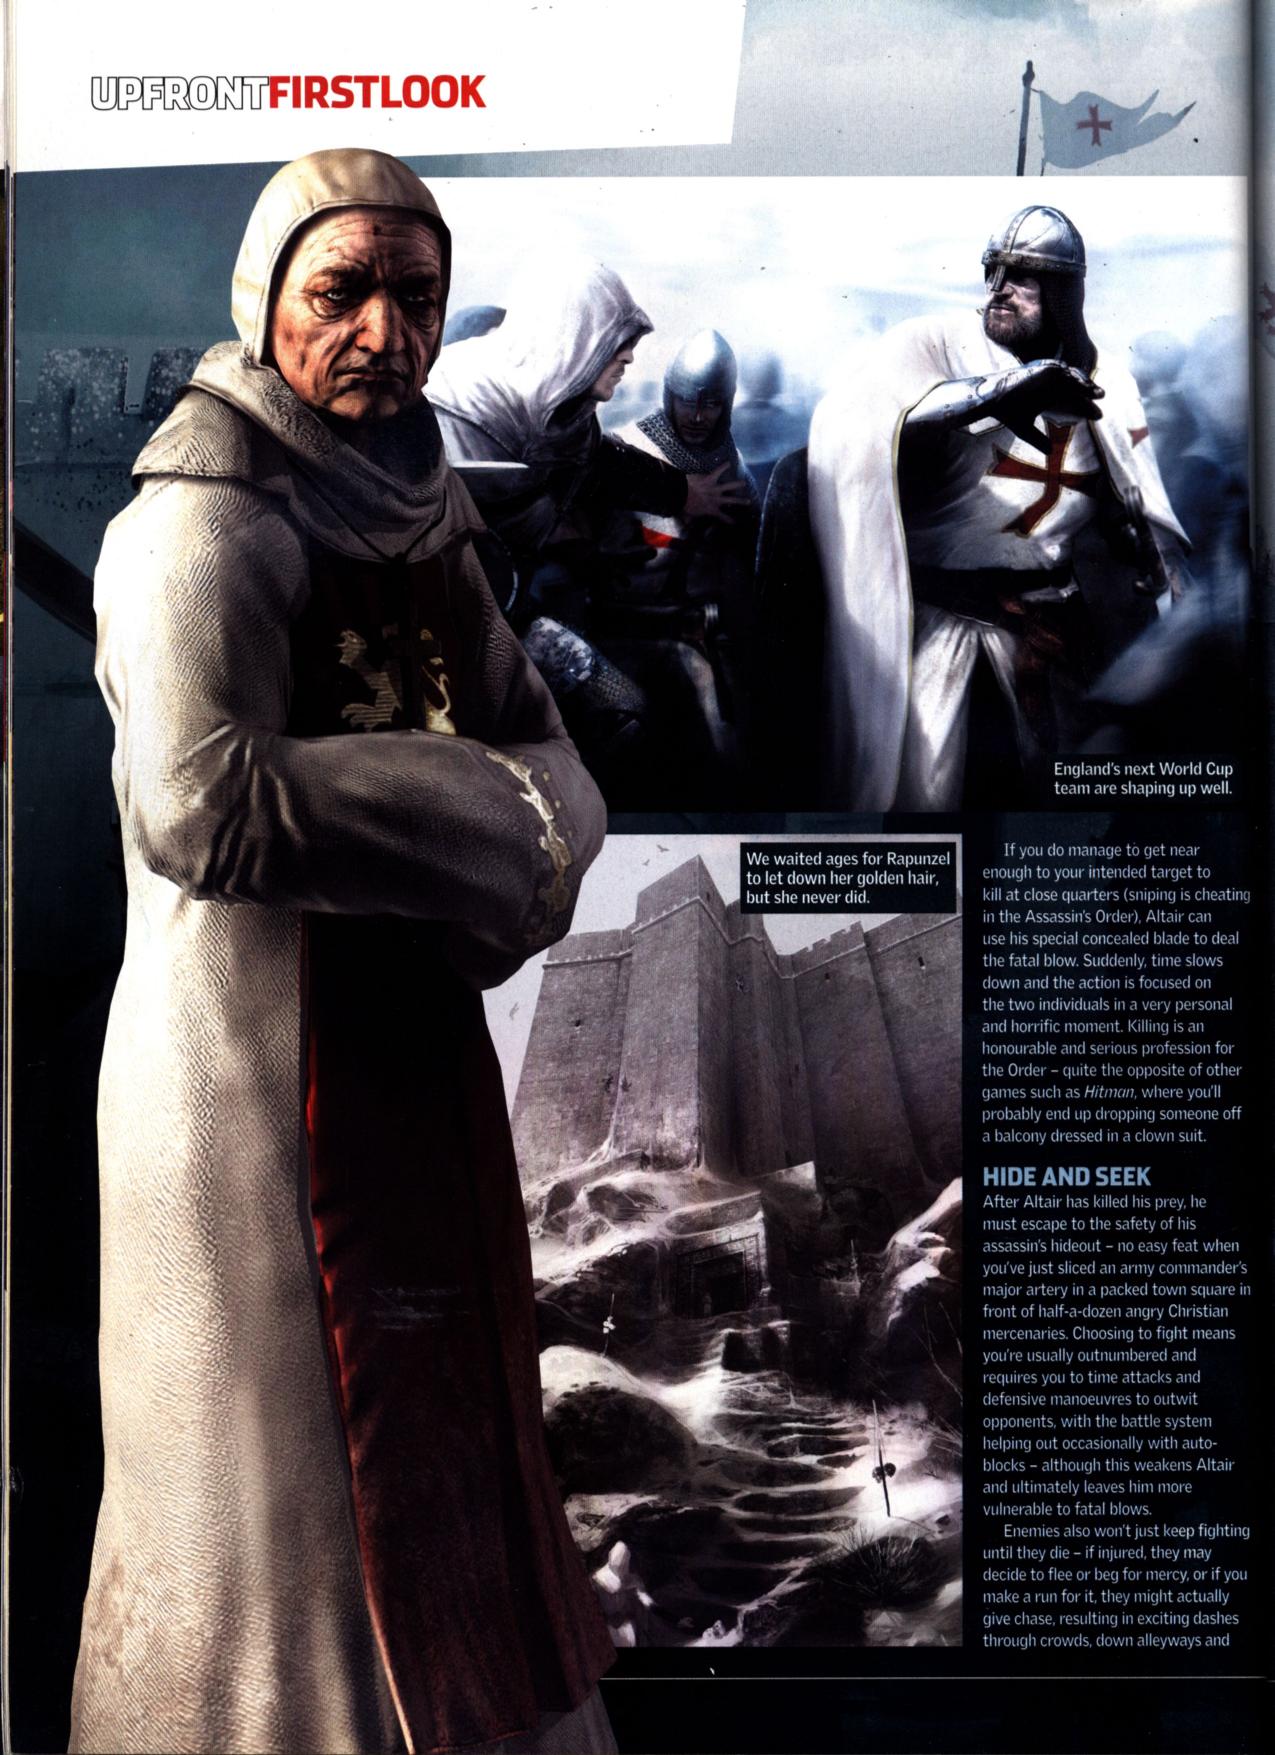 UPFRONTFIRSTLOOK
England's next World Cup
team are shaping up well.
We waited ages for Rapunzel
to let down her golden hair,
but she never did.
If you do manage to get near
enough to your intended target to
kill at close quarters (sniping is cheating
in the Assassin's Order), Altair can
use his special concealed blade to deal
the fatal blow. Suddenly, time slows
down and the action is focused on
the two individuals in a very personal
and horrific moment. Killing is an
honourable and serious profession for
the Order – quite the opposite of other
games such as Hitman, where you'll
probably end up dropping someone off
a balcony dressed in a clown suit.
HIDE AND SEEK
After Altair has killed his prey, he
must escape to the safety of his
assassin's hideout – no easy feat when
you've just sliced an army commander's
major artery in a packed town square in
front of half-a-dozen angry Christian
mercenaries. Choosing to fight means
you're usually outnumbered and
requires you to time attacks and
defensive manoeuvres to outwit
opponents, with the battle system
helping out occasionally with auto-
blocks – although this weakens Altair
and ultimately leaves him more
vulnerable to fatal blows.
Enemies also won't just keep fighting
until they die – if injured, they may
decide to flee or beg for mercy, or if you
make a run for it, they might actually
give chase, resulting in exciting dashes
through crowds, down alleyways and